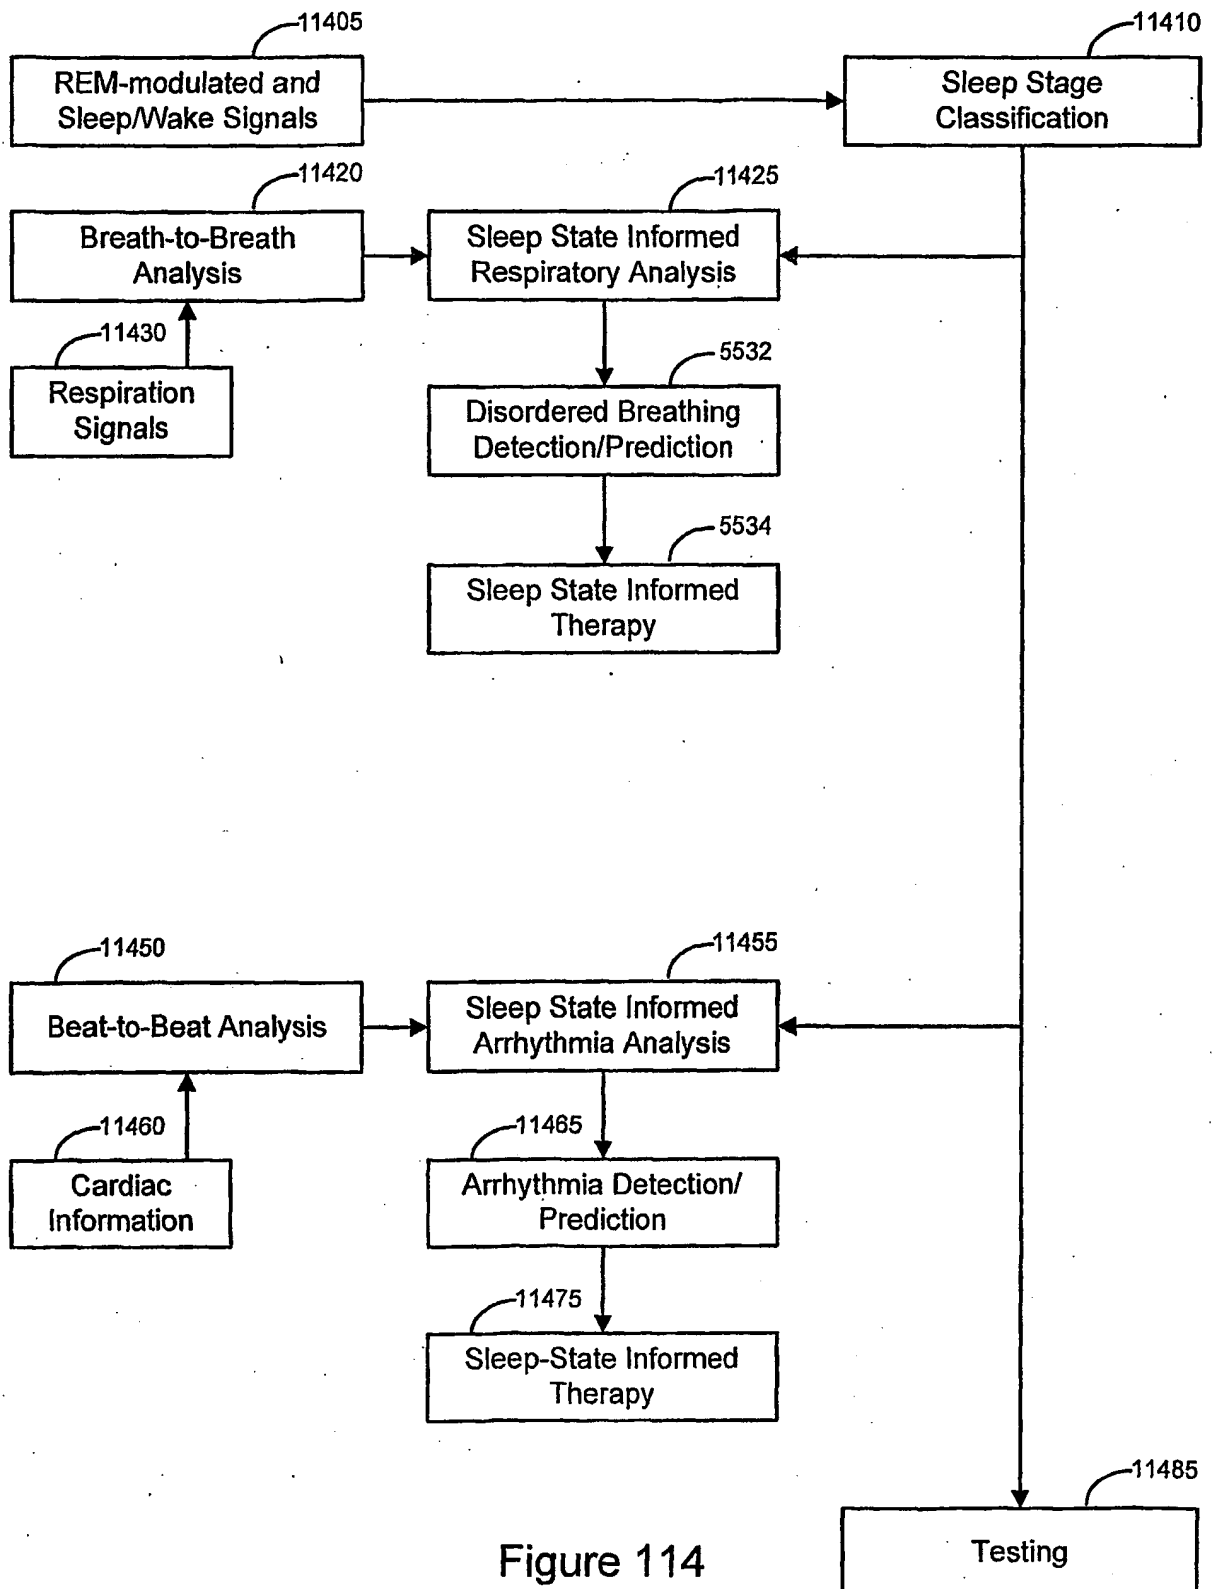 11405
11410
REM-modulated and
Sleep/Wake Signals
Sleep Stage
Classification
11420
11425
Breath-to-Breath
Analysis
Sleep State Informed
Respiratory Analysis
11430
Respiration
Signals
5532
Disordered Breathing
Detection/Prediction
5534
Sleep State Informed
Therapy
11450
11455
Beat-to-Beat Analysis
Sleep State Informed
Arrhythmia Analysis
11460
Cardiac
Information
11465
Arrhythmia Detection/
Prediction
11475
Sleep-State Informed
Therapy
11485
Testing
Figure 114